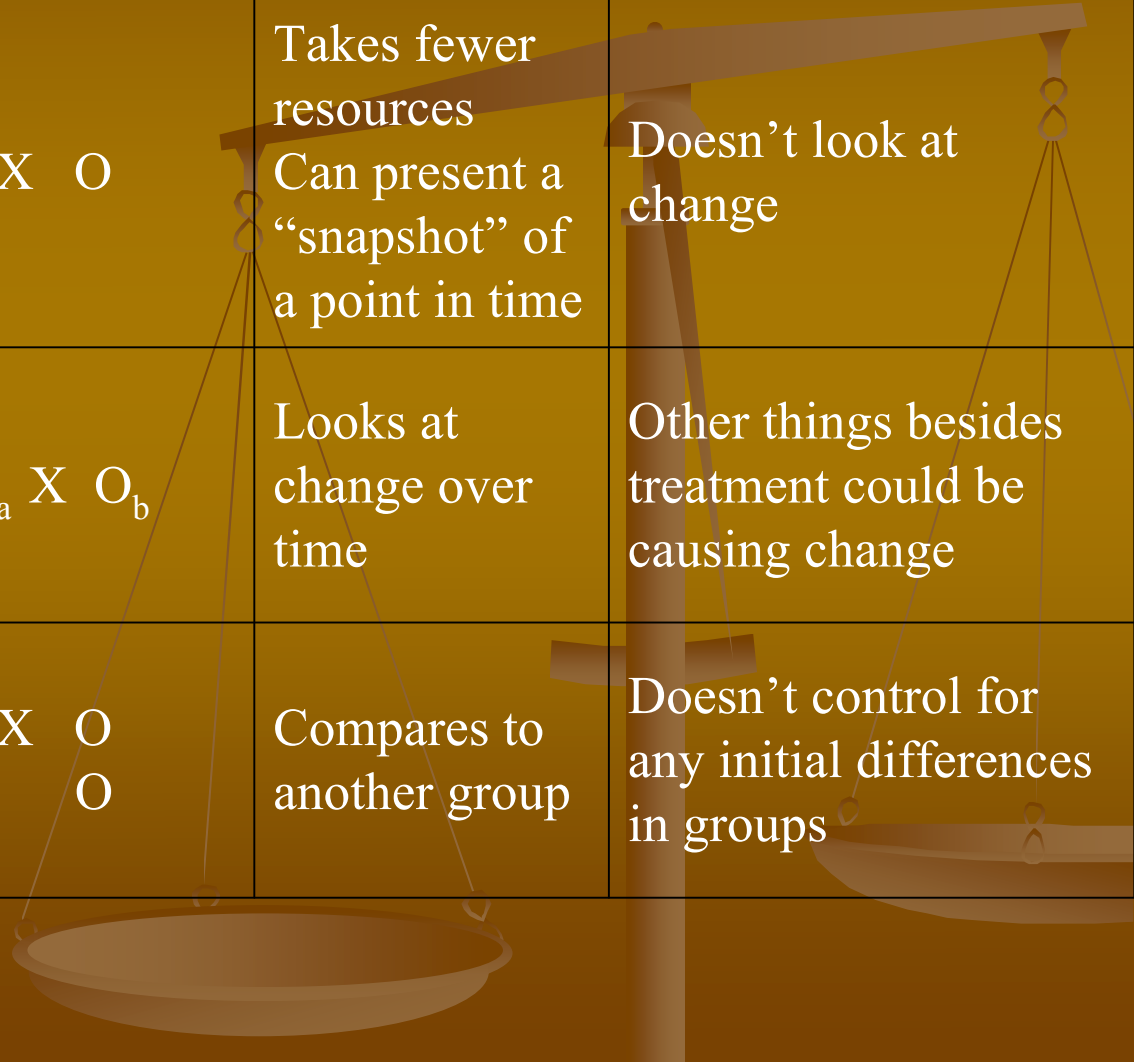 X O
Takes fewer
resources
Can present a
“snapshot” of
a point in time
Doesn’t look at
change
a X Ob
Looks at
change over
time
Other things besides
treatment could be
causing change
X O
O
Compares to
another group
Doesn’t control for
any initial differences
in groups